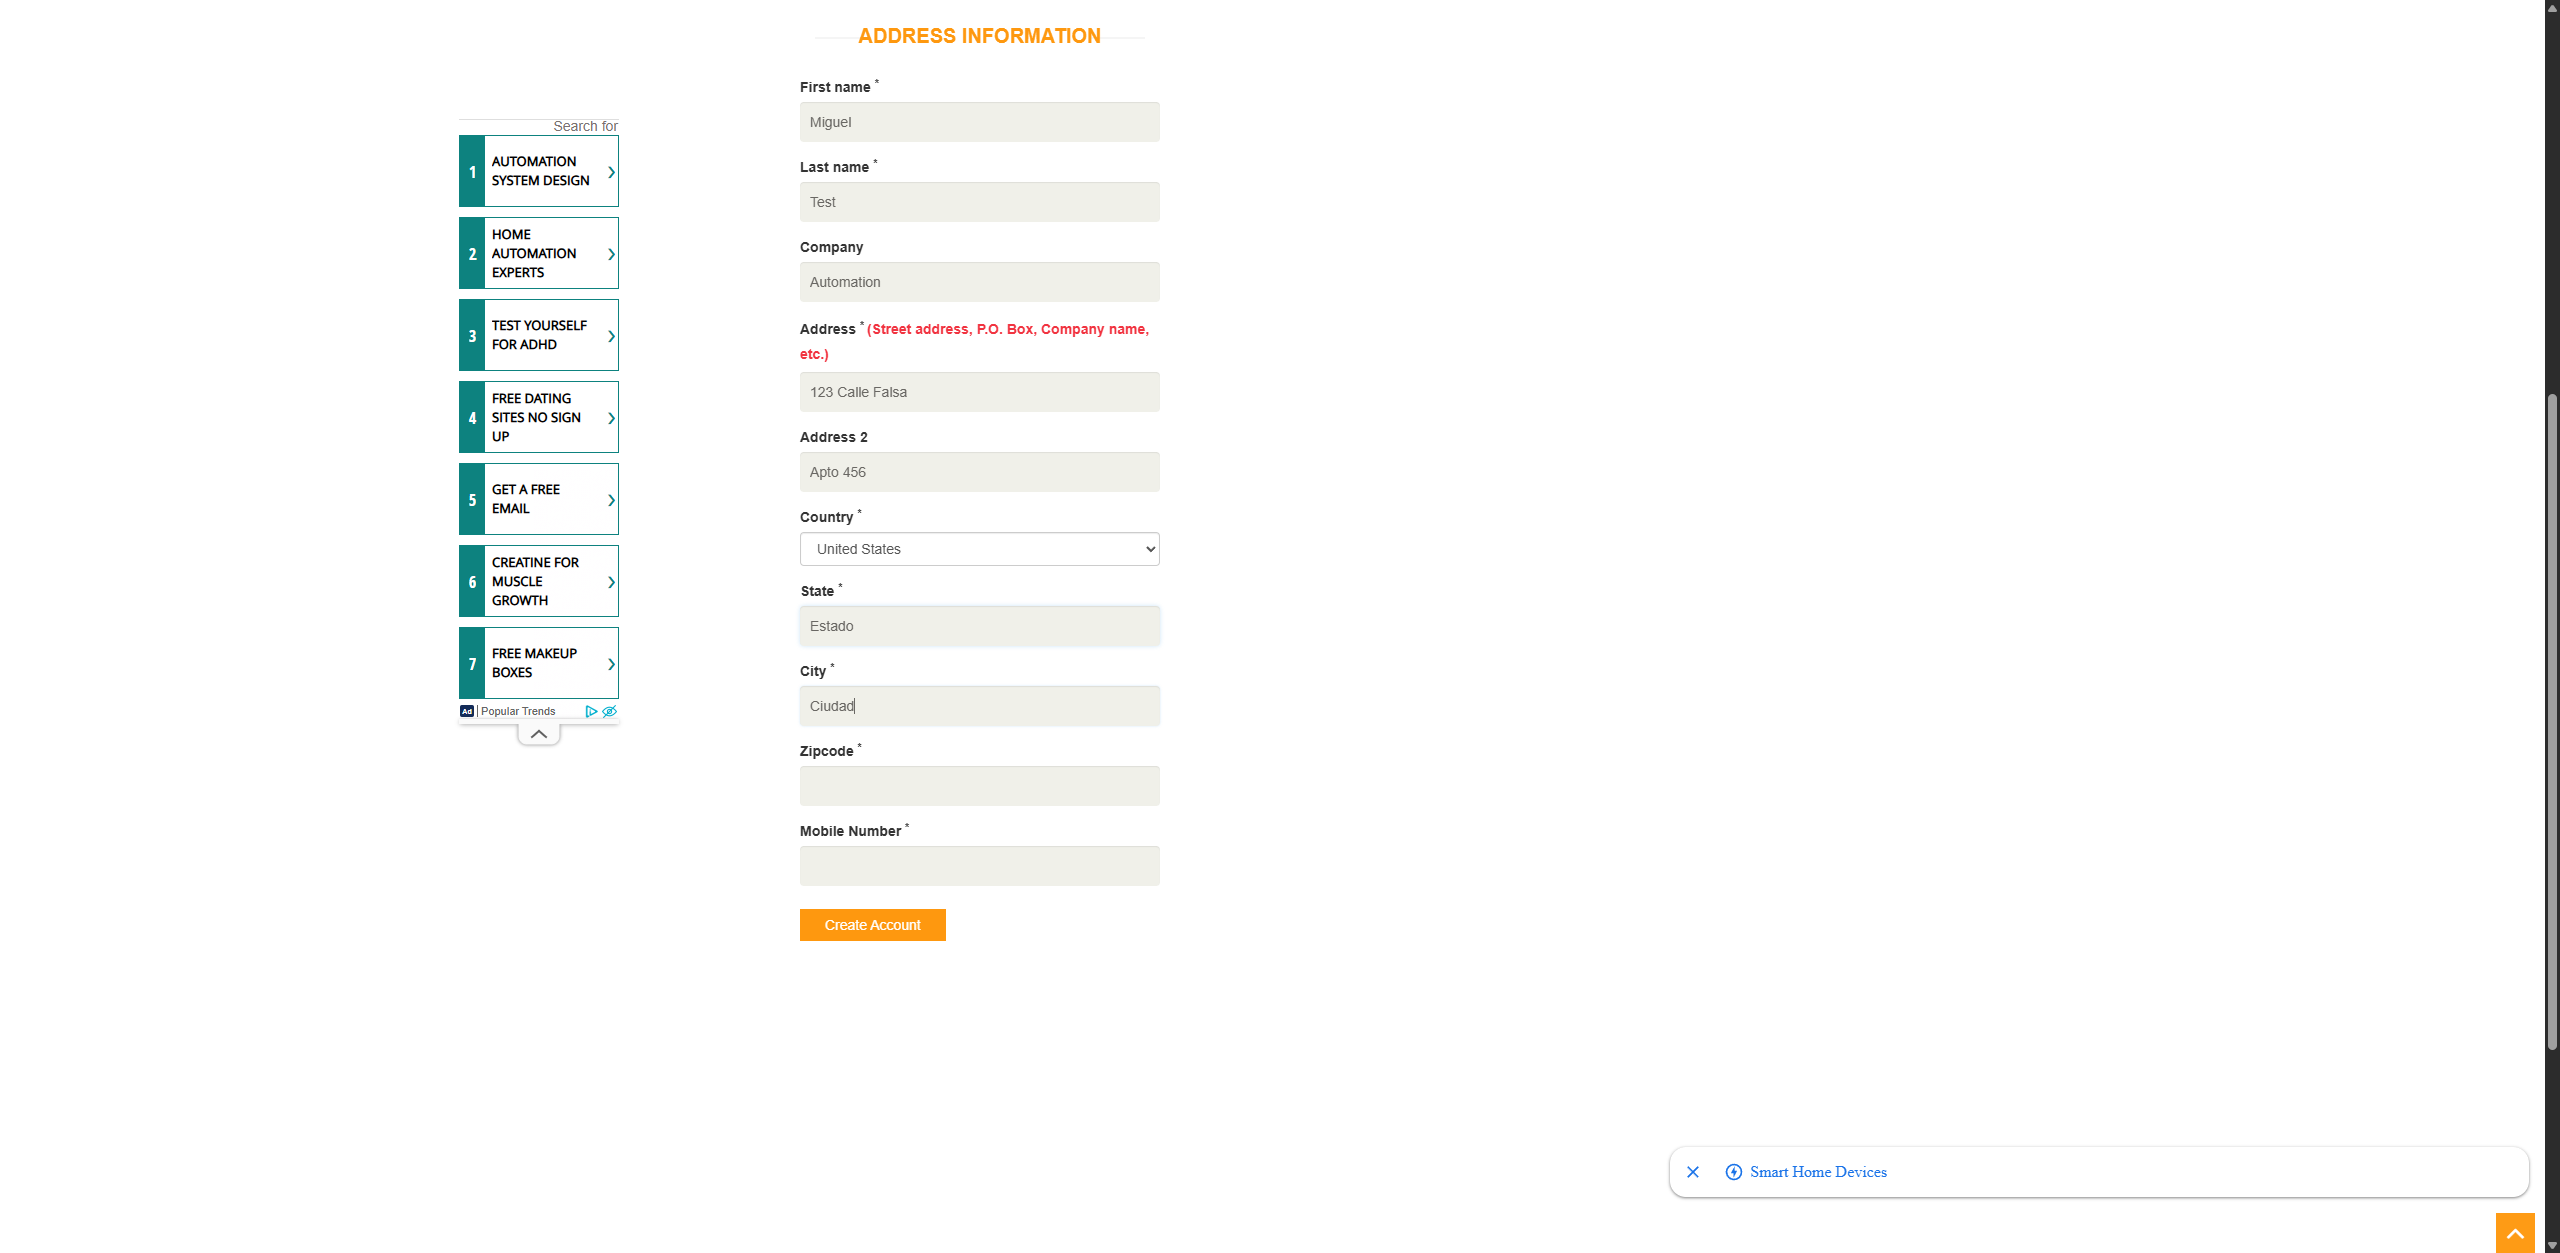 ADDRESS INFORMATION
First name *
Miguel
Last name *
Test
Company
Automation
Address * (Street address, P.O. Box, Company name,
etc.)
123 Calle Falsa
Address 2
Apto 456
Country *
United States
State *
Estado
City *
Ciudad
Zipcode *
Mobile Number *
Create Account
Search for
1
AUTOMATION
SYSTEM DESIGN
2
HOME
AUTOMATION
EXPERTS
3
TEST YOURSELF
FOR ADHD
4
FREE DATING
SITES NO SIGN
UP
5
GET A FREE
EMAIL
6
CREATINE FOR
MUSCLE
GROWTH
7
FREE MAKEUP
BOXES
Ad | Popular Trends
Smart Home Devices